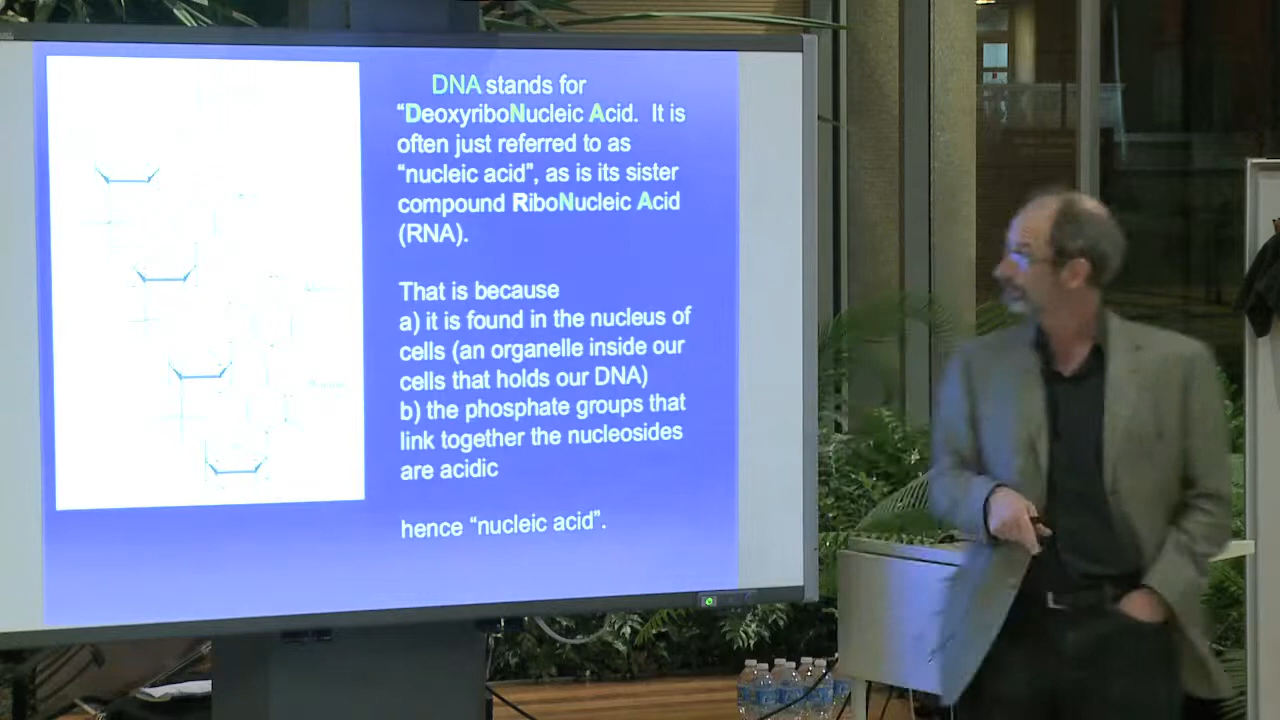 DNA stands for
“DeoxyriboNucleic Acid. It is
often just referred to as
“nucleic acid”, as is its sister
compound RiboNucleic Acid
(RNA).
That is because
a) it is found in the nucleus of
cells (an organelle inside our
cells that holds our DNA)
b) the phosphate groups that
link together the nucleosides
are acidic
hence “nucleic acid”.